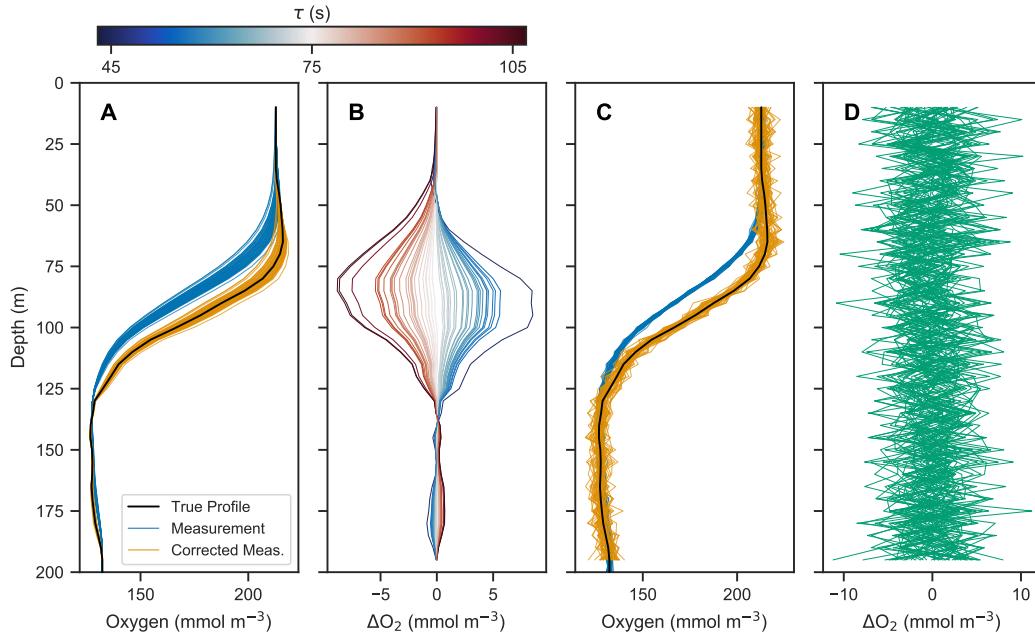 τ (s)
45 75 105
A B C D
0
25
50
75
100
125
150
175
200
Depth (m)
True Profile
Measurement
Corrected Meas.
150 200
−5 0 5
150 200
−10 0 10
Oxygen (mmol m⁻³)
ΔO₂ (mmol m⁻³)
Oxygen (mmol m⁻³)
ΔO₂ (mmol m⁻³)